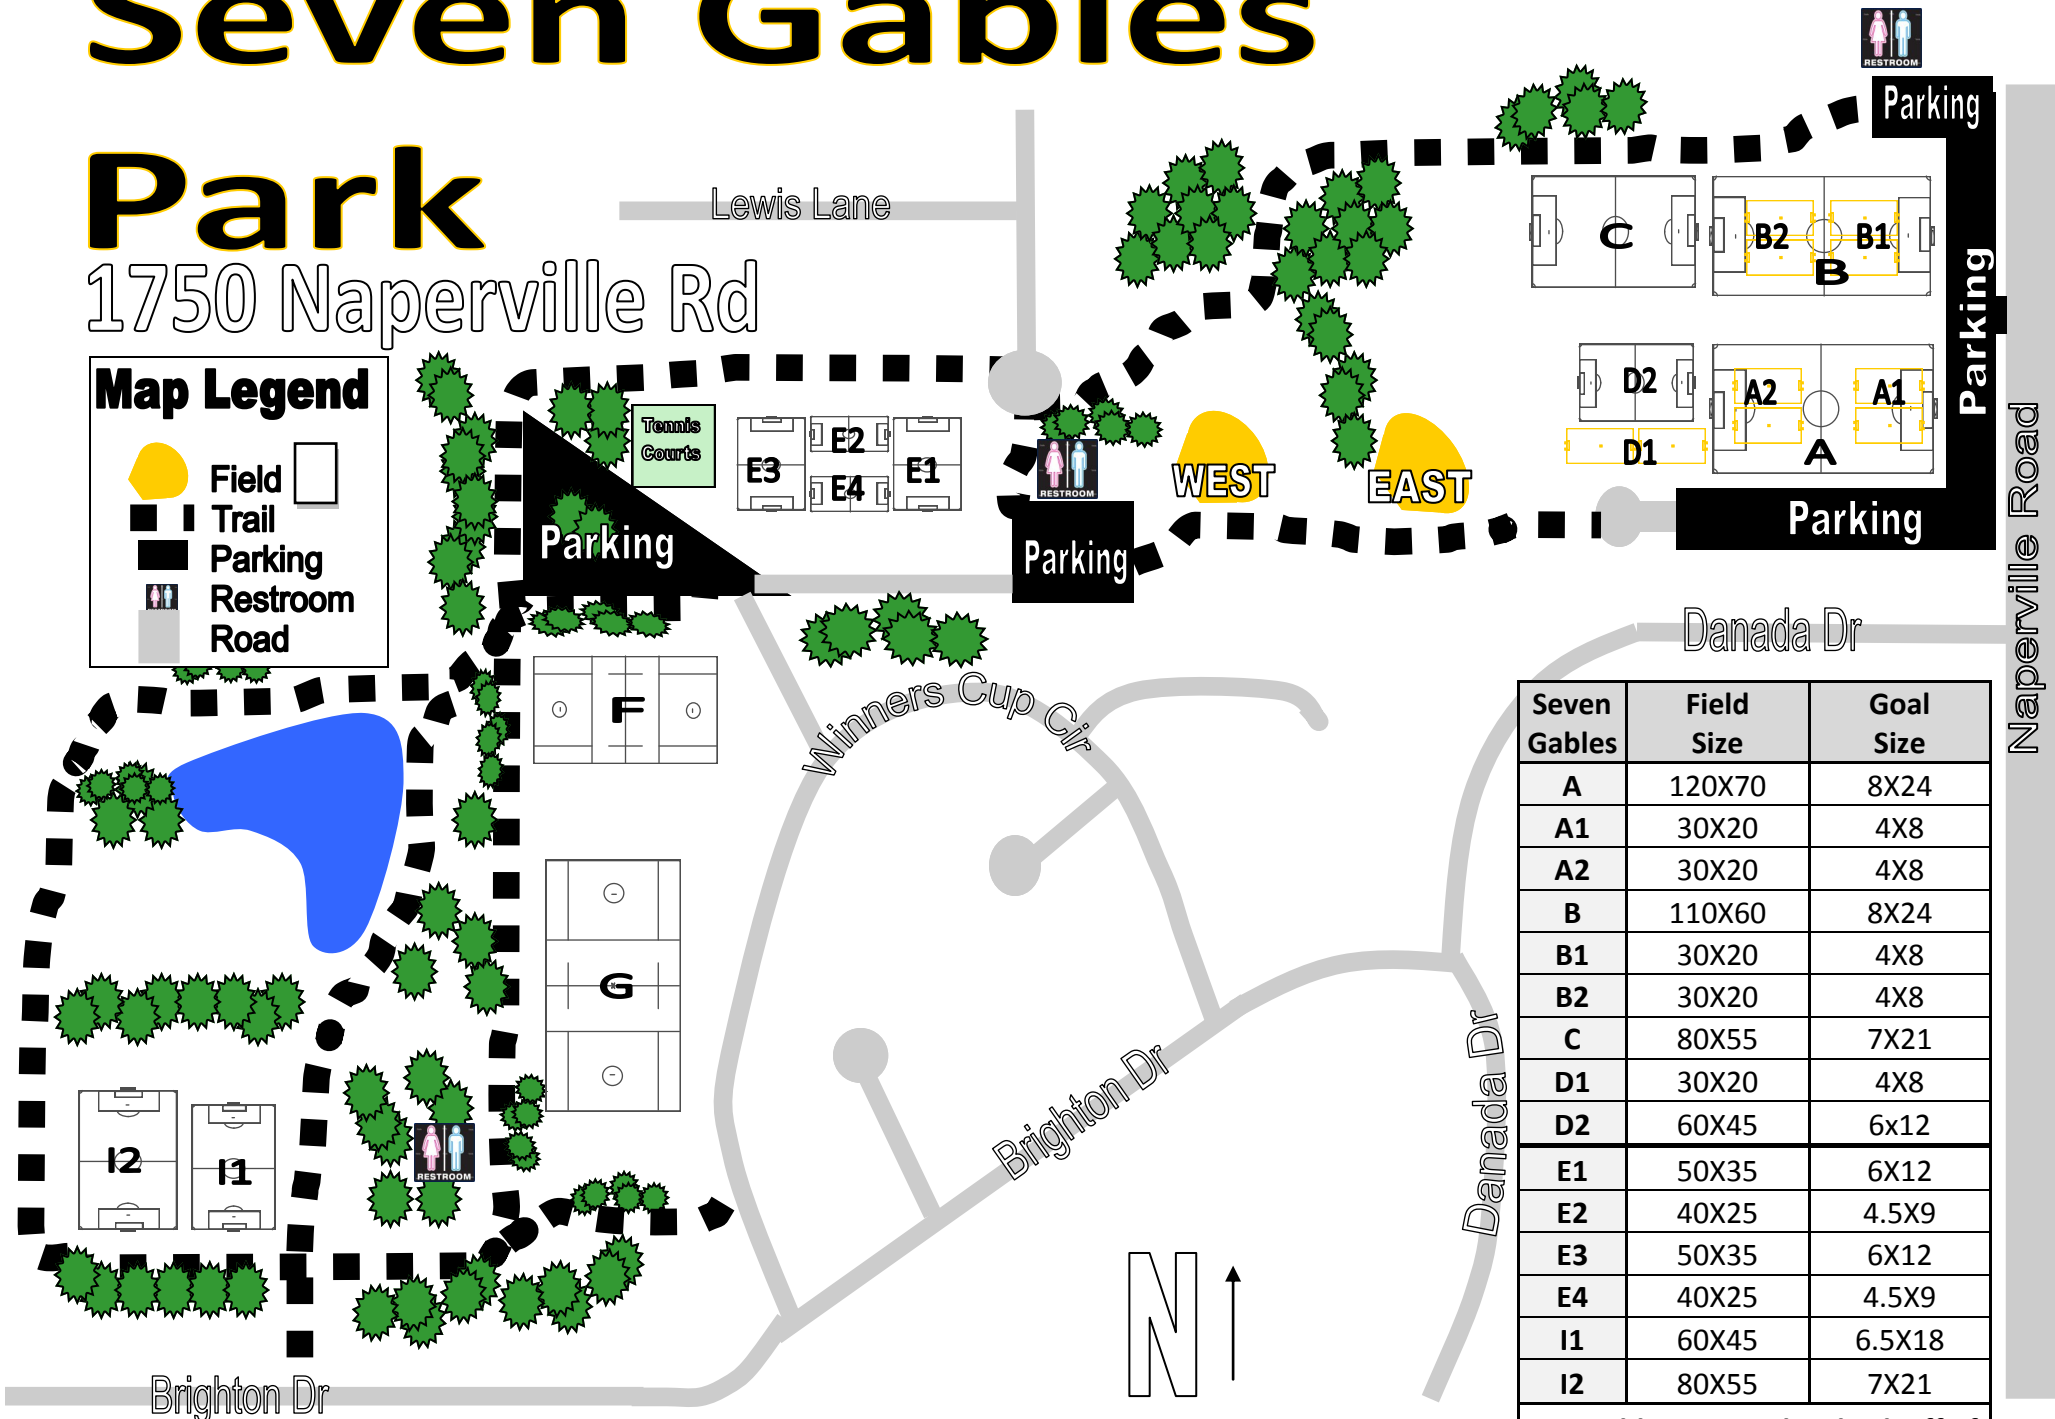 Seven Gables
Park
1750 Naperville Rd
Map Legend
Field
Trail
Parking
Restroom
Road
Lewis Lane
RESTROOM
Parking
Parking
Parking
Naperville Road
C
B2
B1
B
D2
D1
A2
A1
A
WEST
EAST
RESTROOM
Parking
Tennis
Courts
E3
E2
E4
E1
Parking
F
G
I2
I1
RESTROOM
Winners Cup Cir
Danada Dr
Danada Dr
Brighton Dr
Brighton Dr
N
Seven Gables Field Size Goal Size
A 120X70 8X24
A1 30X20 4X8
A2 30X20 4X8
B 110X60 8X24
B1 30X20 4X8
B2 30X20 4X8
C 80X55 7X21
D1 30X20 4X8
D2 60X45 6x12
E1 50X35 6X12
E2 40X25 4.5X9
E3 50X35 6X12
E4 40X25 4.5X9
I1 60X45 6.5X18
I2 80X55 7X21